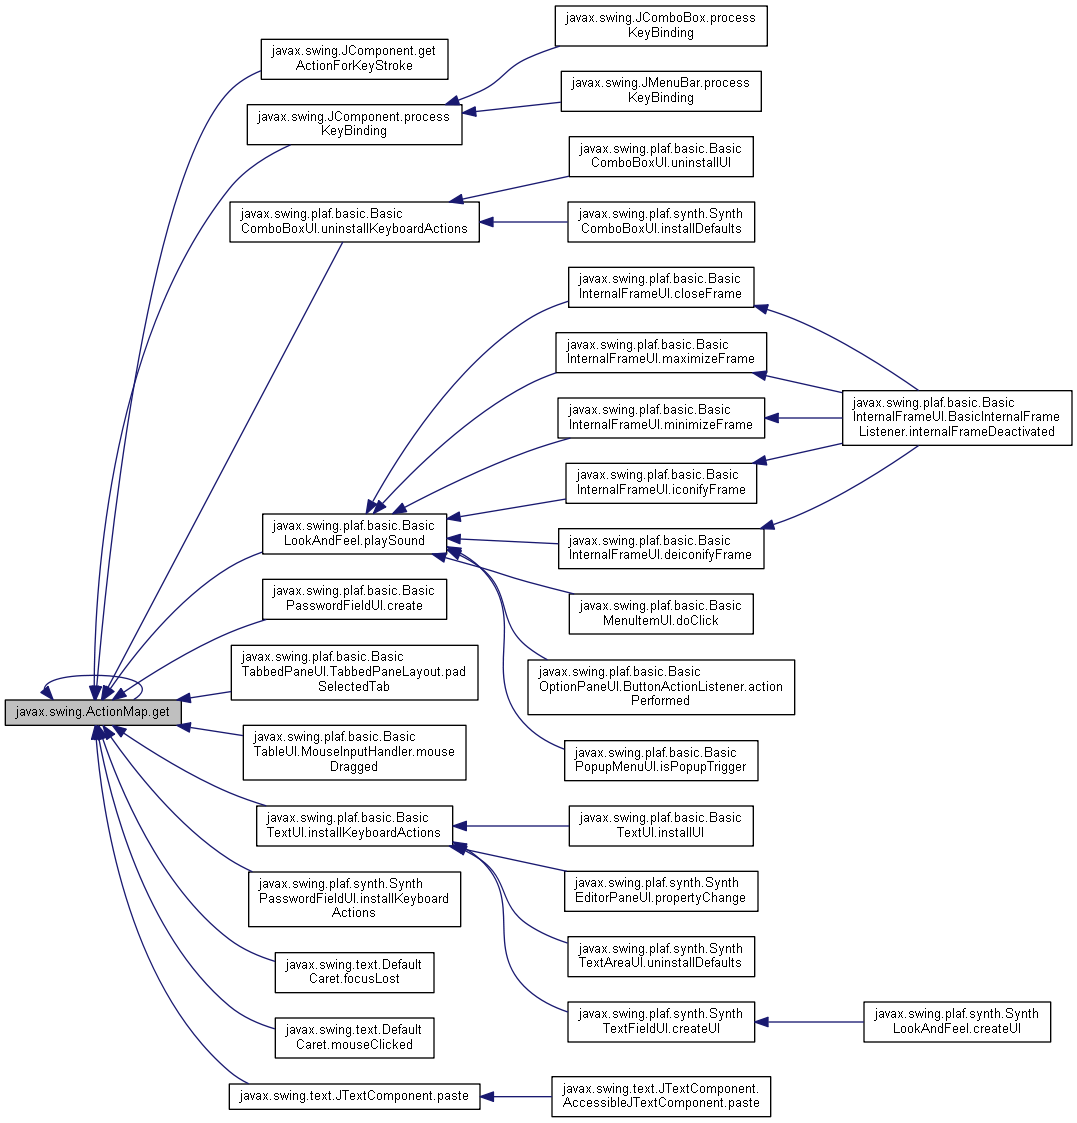 javax.swing.JComboBox.process
KeyBinding
javax.swing.JComponent.get
ActionForKeyStroke
javax.swing.JMenuBar.process
KeyBinding
javax.swing.JComponent.process
KeyBinding
javax.swing.plaf.basic.Basic
ComboBoxUI.uninstallUI
javax.swing.plaf.basic.Basic
ComboBoxUI.uninstallKeyboardActions
javax.swing.plaf.synth.Synth
ComboBoxUI.installDefaults
javax.swing.plaf.basic.Basic
InternalFrameUI.closeFrame
javax.swing.plaf.basic.Basic
InternalFrameUI.maximizeFrame
javax.swing.plaf.basic.Basic
InternalFrameUI.minimizeFrame
javax.swing.plaf.basic.Basic
InternalFrameUI.BasicInternalFrame
Listener.internalFrameDeactivated
javax.swing.plaf.basic.Basic
InternalFrameUI.iconifyFrame
javax.swing.plaf.basic.Basic
LookAndFeel.playSound
javax.swing.plaf.basic.Basic
InternalFrameUI.deiconifyFrame
javax.swing.plaf.basic.Basic
PasswordFieldUI.create
javax.swing.plaf.basic.Basic
MenuItemUI.doClick
javax.swing.plaf.basic.Basic
TabbedPaneUI.TabbedPaneLayout.pad
SelectedTab
javax.swing.plaf.basic.Basic
OptionPaneUI.ButtonActionListener.action
Performed
javax.swing.ActionMap.get
javax.swing.plaf.basic.Basic
TableUI.MouseInputHandler.mouse
Dragged
javax.swing.plaf.basic.Basic
PopupMenuUI.isPopupTrigger
javax.swing.plaf.basic.Basic
TextUI.installKeyboardActions
javax.swing.plaf.basic.Basic
TextUI.installUI
javax.swing.plaf.synth.Synth
PasswordFieldUI.installKeyboard
Actions
javax.swing.plaf.synth.Synth
EditorPaneUI.propertyChange
javax.swing.text.Default
Caret.focusLost
javax.swing.plaf.synth.Synth
TextAreaUI.uninstallDefaults
javax.swing.text.Default
Caret.mouseClicked
javax.swing.plaf.synth.Synth
TextFieldUI.createUI
javax.swing.plaf.synth.Synth
LookAndFeel.createUI
javax.swing.text.JTextComponent.paste
javax.swing.text.JTextComponent.
AccessibleJTextComponent.paste